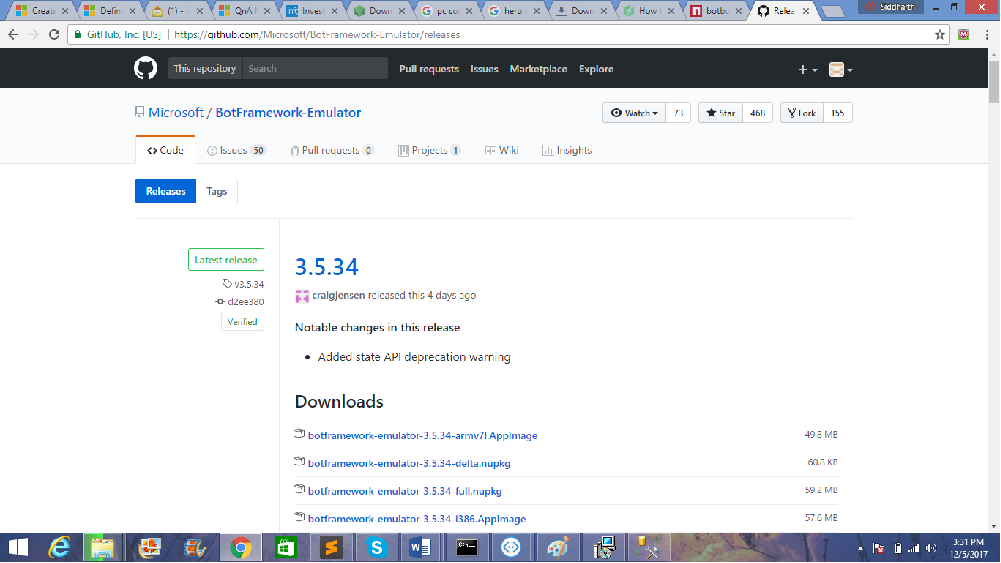 Create
Defin
(1) -
QnA
Invest
Down
pc con
hero
Down
How t
botbu
Relea
Siddharth
GitHub, Inc. [US] https://github.com/Microsoft/BotFramework-Emulator/releases
This repository Search Pull requests Issues Marketplace Explore
Microsoft / BotFramework-Emulator
Watch 73 Star 468 Fork 155
Code Issues 50 Pull requests 0 Projects 1 Wiki Insights
Releases Tags
Latest release
v3.5.34
d2ee380
Verified
3.5.34
craigjensen released this 4 days ago
Notable changes in this release
• Added state API deprecation warning
Downloads
botframework-emulator-3.5.34-armv7l.AppImage 49.8 MB
botframework-emulator-3.5.34-delta.nupkg 60.8 KB
botframework-emulator-3.5.34-full.nupkg 59.2 MB
botframework-emulator-3.5.34-i386.AppImage 57.6 MB
3:31 PM
12/5/2017